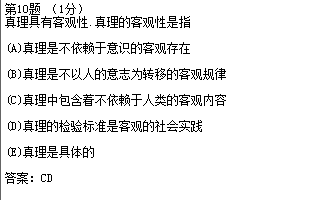 第10题 （1分）
真理具有客观性.真理的客观性是指
(A)真理是不依赖于意识的客观存在
(B)真理是不以人的意志为转移的客观规律
(C)真理中包含着不依赖于人类的客观内容
(D)真理的检验标准是客观的社会实践
(E)真理是具体的
答案：CD